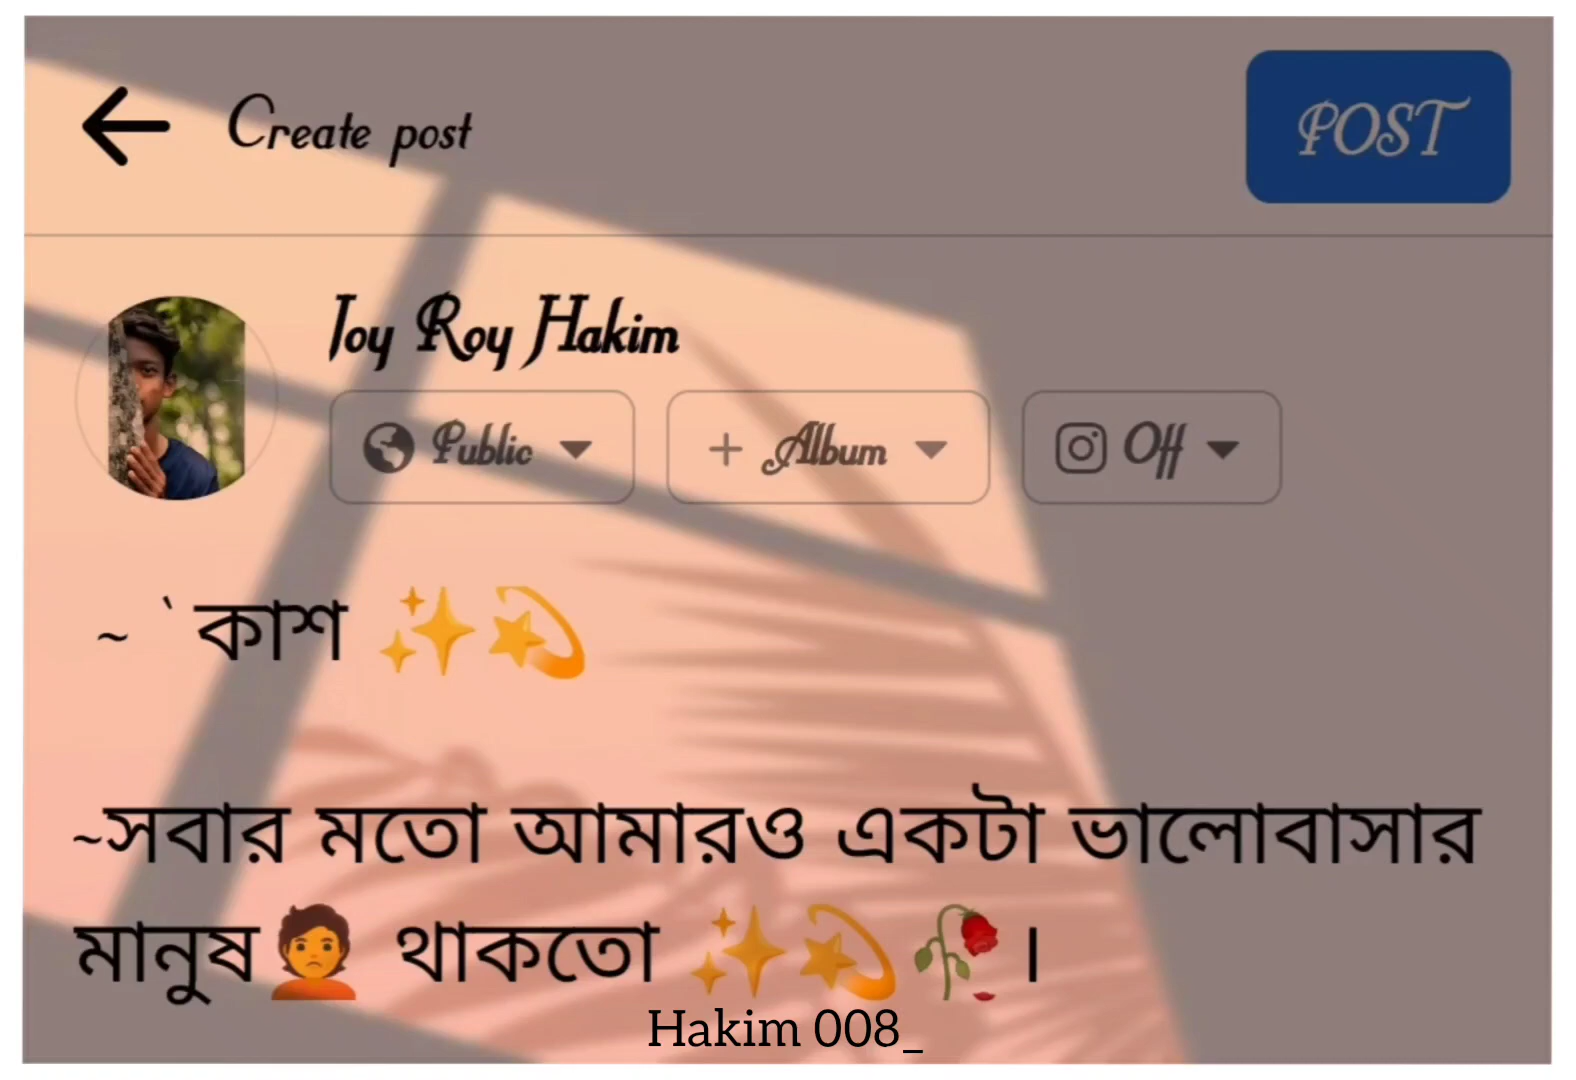 Create post
POST
Joy Roy Hakim
Public
+ Album
Off
~ ` কাশ ✨💫
~সবার মতো আমারও একটা ভালোবাসার
মানুষ🙍 থাকতো ✨💫🥀।
Hakim 008_